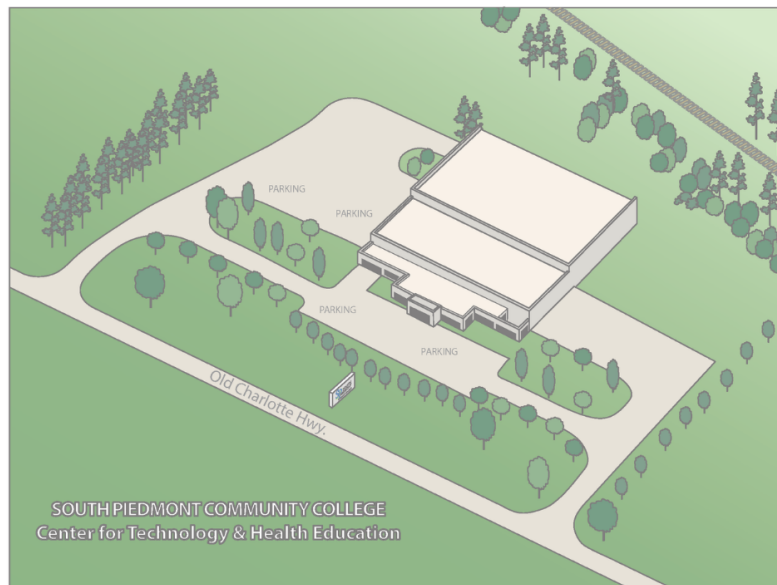 PARKING
PARKING
PARKING
PARKING
Old Charlotte Hwy.
SOUTH PIEDMONT COMMUNITY COLLEGE
Center for Technology & Health Education